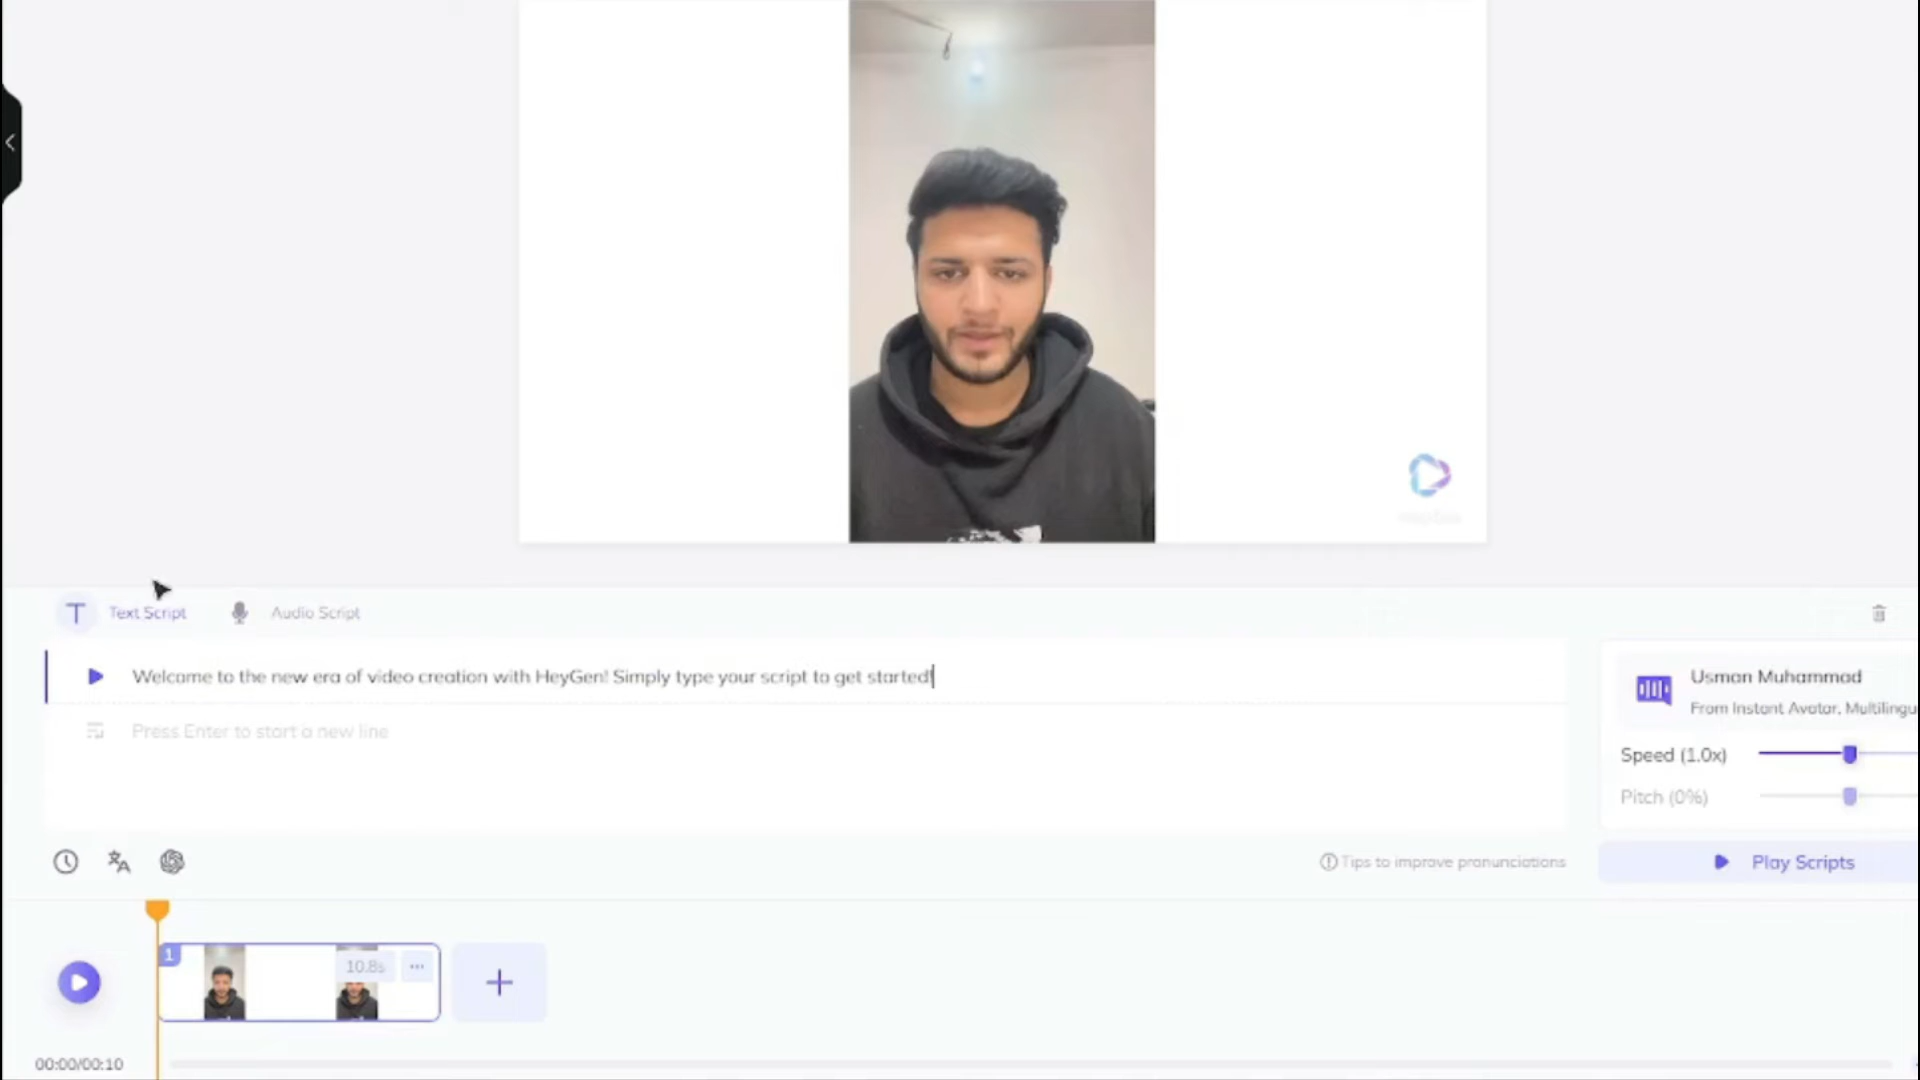 Text Script
Audio Script
Welcome to the new era of video creation with HeyGen! Simply type your script to get started!
Press Enter to start a new line
Usman Muhammad
From Instant Avatar, Multilingu
Speed (1.0x)
Pitch (0%)
Tips to improve pronunciations
Play Scripts
1
10.8s
00:00/00:10